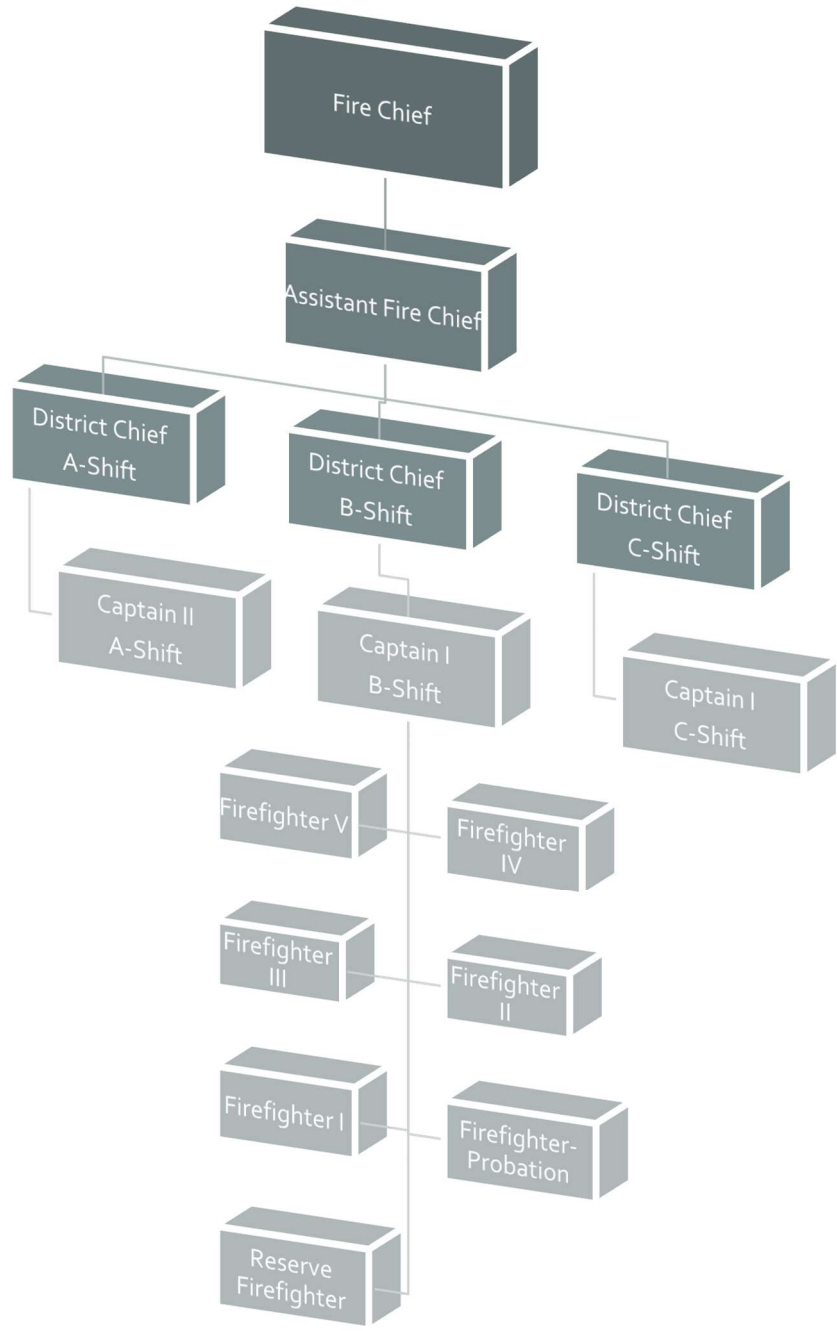 Fire Chief
Assistant Fire Chief
District Chief
A-Shift
District Chief
B-Shift
District Chief
C-Shift
Captain II
A-Shift
Captain I
B-Shift
Captain I
C-Shift
Firefighter V
Firefighter
IV
Firefighter
III
Firefighter
II
Firefighter I
Firefighter-
Probation
Reserve
Firefighter